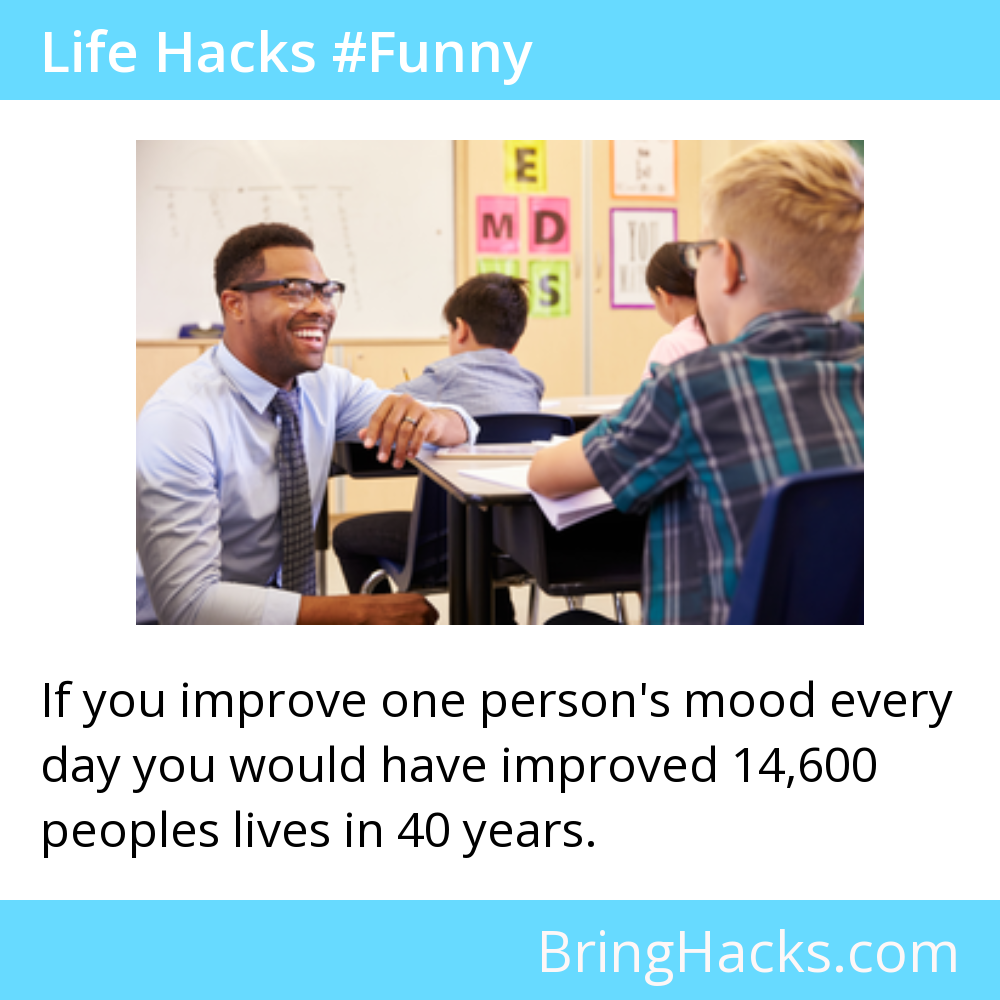 Life Hacks #Funny
E
M D
S
YOU
If you improve one person's mood every
day you would have improved 14,600
peoples lives in 40 years.
BringHacks.com